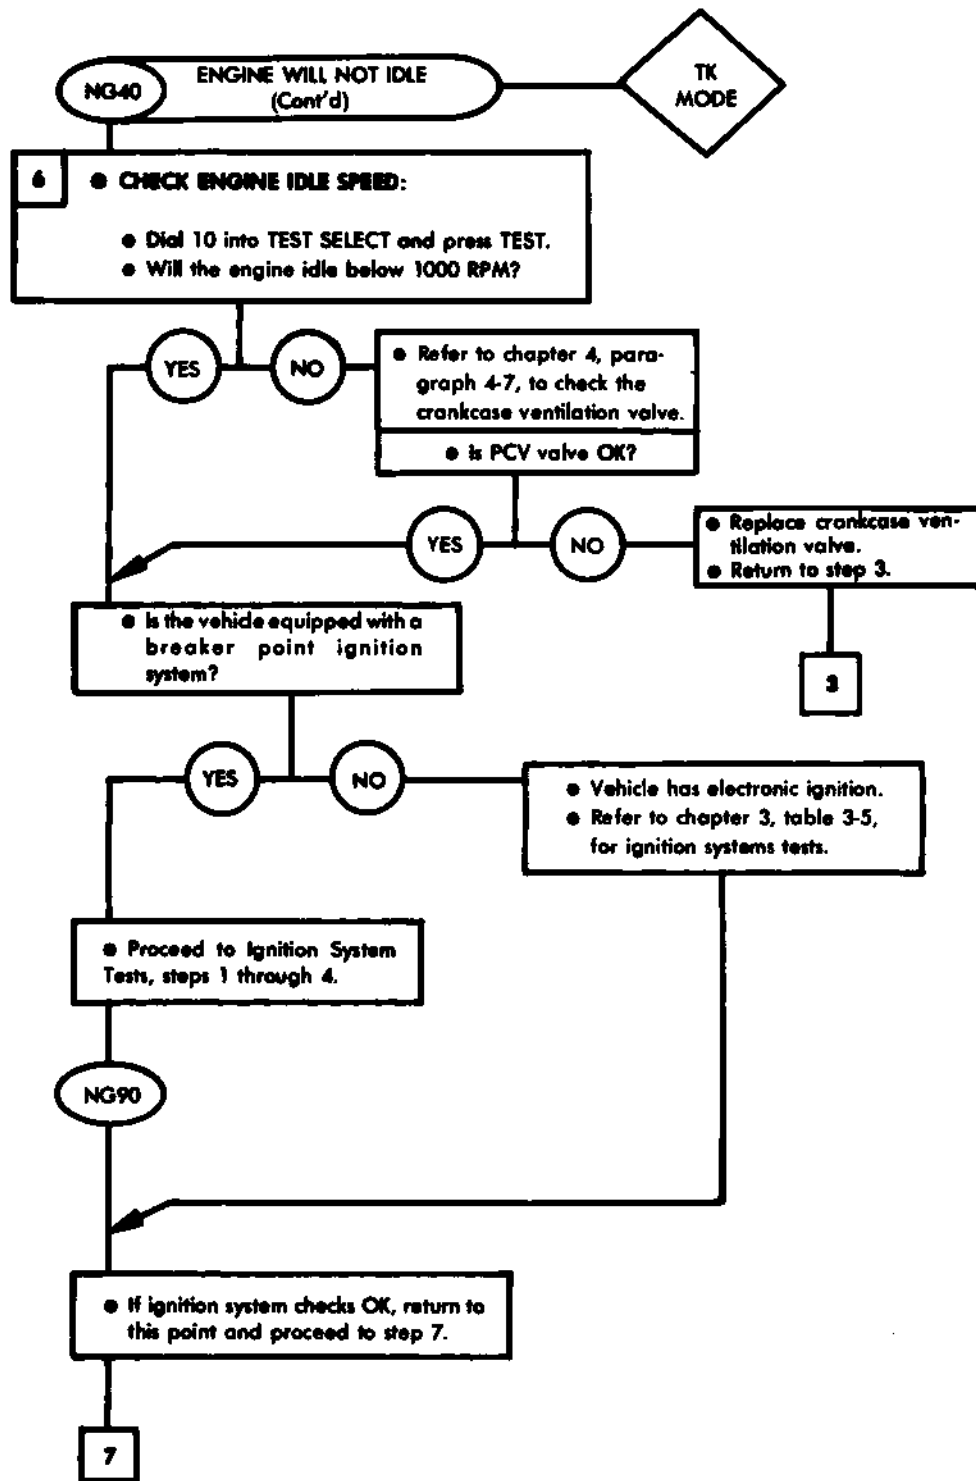 NG40
ENGINE WILL NOT IDLE
(Cont'd)
TK
MODE
6
● CHECK ENGINE IDLE SPEED:
● Dial 10 into TEST SELECT and press TEST.
● Will the engine idle below 1000 RPM?
YES
NO
● Refer to chapter 4, para-
graph 4-7, to check the
crankcase ventilation valve.
● Is PCV valve OK?
YES
NO
● Replace crankcase ven-
tilation valve.
● Return to step 3.
3
● Is the vehicle equipped with a
breaker point ignition
system?
YES
NO
● Vehicle has electronic ignition.
● Refer to chapter 3, table 3-5,
for ignition systems tests.
● Proceed to Ignition System
Tests, steps 1 through 4.
NG90
● If ignition system checks OK, return to
this point and proceed to step 7.
7